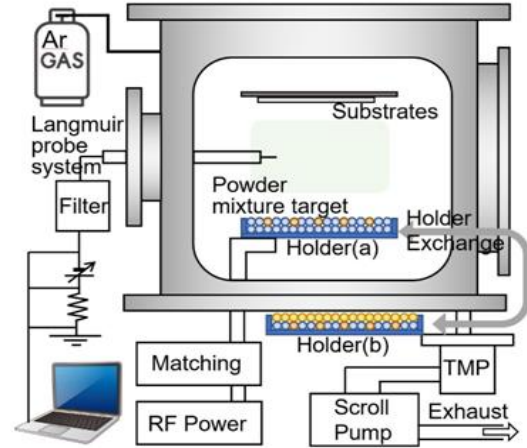 Ar
GAS
Langmuir
probe
system
Filter
Substrates
Powder
mixture target
Holder(a)
Holder
Exchange
Holder(b)
Matching
RF Power
TMP
Scroll
Pump
Exhaust